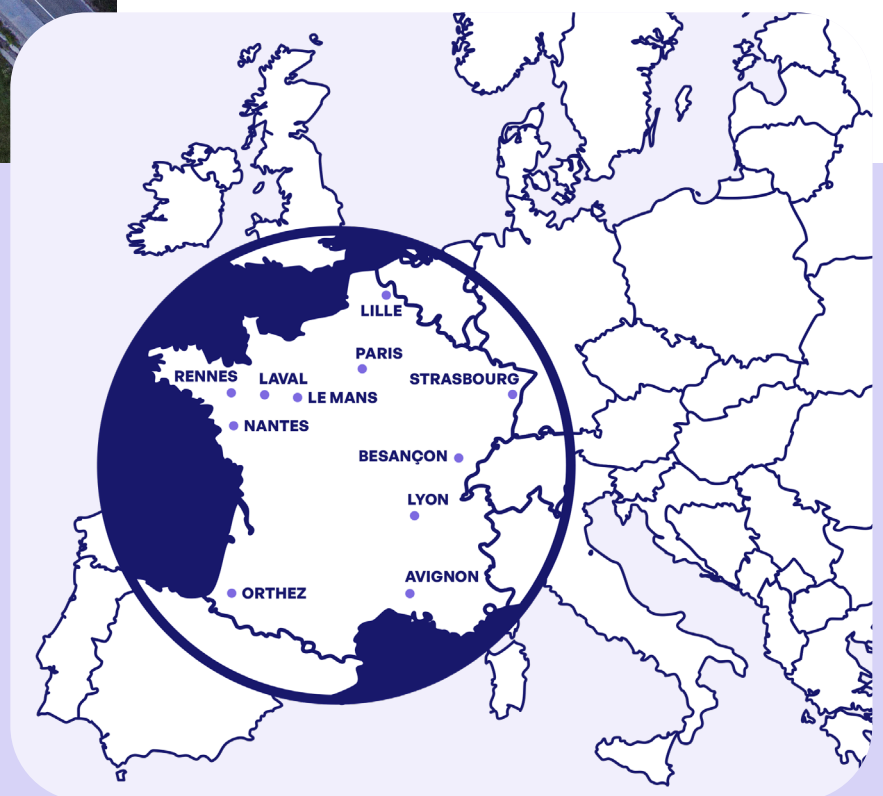 LILLE
PARIS
RENNES
LAVAL
STRASBOURG
LE MANS
NANTES
BESANÇON
LYON
AVIGNON
ORTHEZ